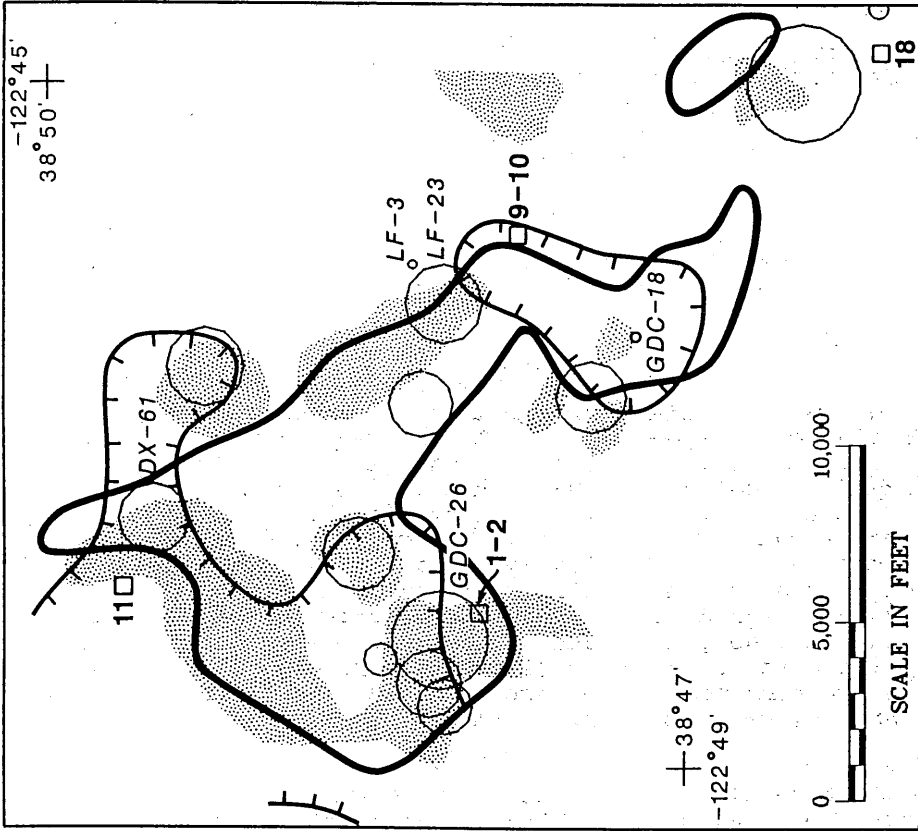 -122°45'
38°50'
LF-3
LF-23
9-10
18
DX-61
11
GDC-18
GDC-26
1-2
38°47'
-122°49'
0 5,000 10,000
SCALE IN FEET